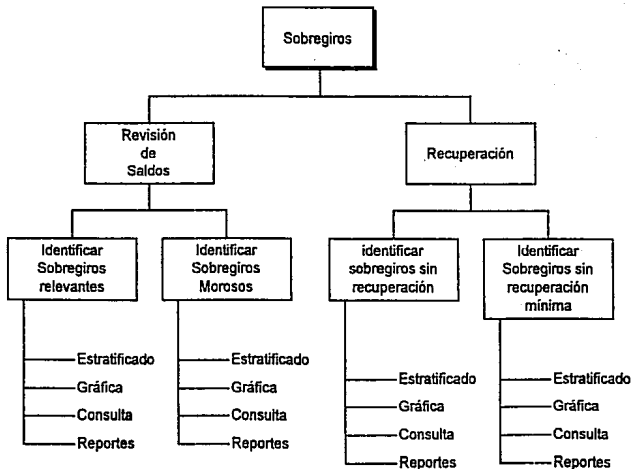 Sobregiros
Revisión
de
Saldos
Recuperación
Identificar
Sobregiros
relevantes
Identificar
Sobregiros
Morosos
identificar
sobregiros sin
recuperación
Identificar
Sobregiros sin
recuperación
mínima
Estratificado
Gráfica
Consulta
Reportes
Estratificado
Gráfica
Consulta
Reportes
Estratificado
Gráfica
Consulta
Reportes
Estratificado
Gráfica
Consulta
Reportes